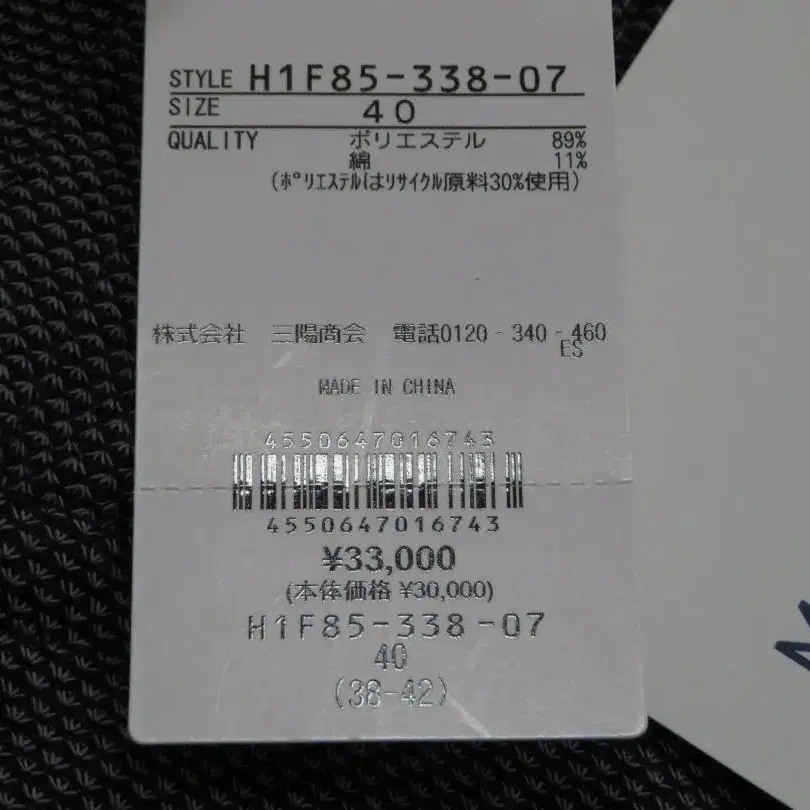 STYLE H1F85-338-07
SIZE 40
QUALITY ポリエステル 89%
綿 11%
(ポリエステルはリサイクル原料30%使用)
株式会社 三陽商会 電話0120-340-460
ES
MADE IN CHINA
4550647016743
4550647016743
¥33,000
(本体価格 ¥30,000)
H1F85-338-07
40
(38-42)